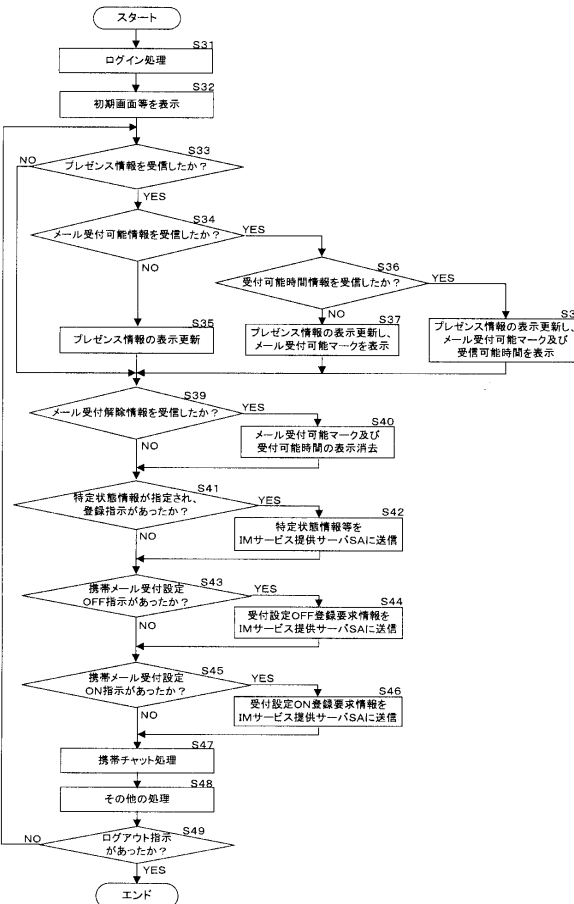 スタート
S31
ログイン処理
S32
初期画面等を表示
S33
NO
プレゼンス情報を受信したか?
YES
S34
メール受付可能情報を受信したか?
YES
NO
S36
受付可能時間情報を受信したか?
YES
NO
S35
プレゼンス情報の表示更新
S37
プレゼンス情報の表示更新し、
メール受付可能マークを表示
プレゼンス情報の表示更新し、
メール受付可能マーク及び
受信可能時間を表示
S39
メール受付解除情報を受信したか?
YES
NO
S40
メール受付可能マーク及び
受付可能時間の表示消去
S41
特定状態情報が指定され、
登録指示があったか?
YES
NO
S42
特定状態情報等を
IMサービス提供サーバSAに送信
S43
携帯メール受付設定
OFF指示があったか?
YES
NO
S44
受付設定OFF登録要求情報を
IMサービス提供サーバSAに送信
S45
携帯メール受付設定
ON指示があったか?
YES
NO
S46
受付設定ON登録要求情報を
IMサービス提供サーバSAに送信
S47
携帯チャット処理
S48
その他の処理
S49
NO
ログアウト指示
があったか?
YES
エンド